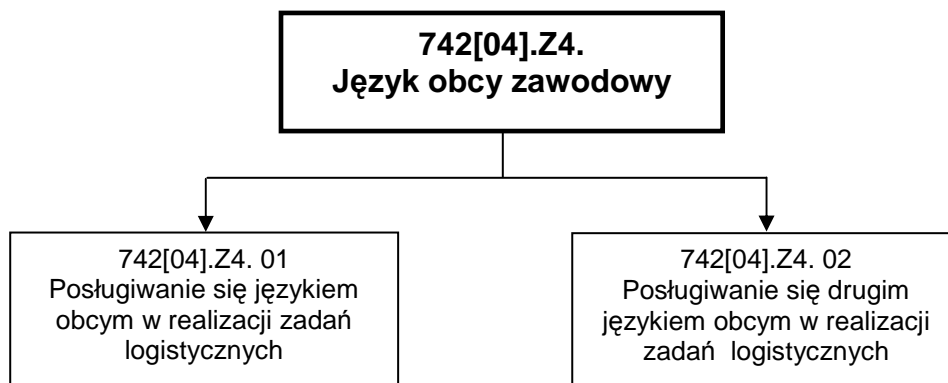 742[04].Z4.
Język obcy zawodowy
742[04].Z4. 01
Posługiwanie się językiem
obcym w realizacji zadań
logistycznych
742[04].Z4. 02
Posługiwanie się drugim
językiem obcym w realizacji
zadań  logistycznych